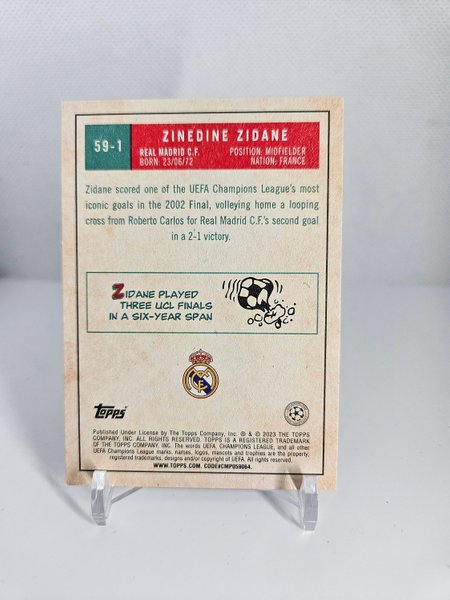 59-1
ZINEDINE ZIDANE
REAL MADRID C.F. POSITION: MIDFIELDER
BORN: 23/06/72 NATION: FRANCE
Zidane scored one of the UEFA Champions League's most
iconic goals in the 2002 Final, volleying home a looping
cross from Roberto Carlos for Real Madrid C.F.'s second goal
in a 2-1 victory.
ZIDANE PLAYED
THREE UCL FINALS
IN A SIX-YEAR SPAN
Topps
Published Under License by The Topps Company, Inc. ® & © 2023 THE TOPPS
COMPANY, INC. ALL RIGHTS RESERVED. TOPPS IS A REGISTERED TRADEMARK
OF THE TOPPS COMPANY, INC. The UEFA words, CHAMPIONS LEAGUE, and all other
UEFA Champions League marks, names, logos, mascots and trophies are the property,
registered trademarks, designs and/or copyright of UEFA. All rights reserved.
WWW.TOPPS.COM. CODE#CMP059064.